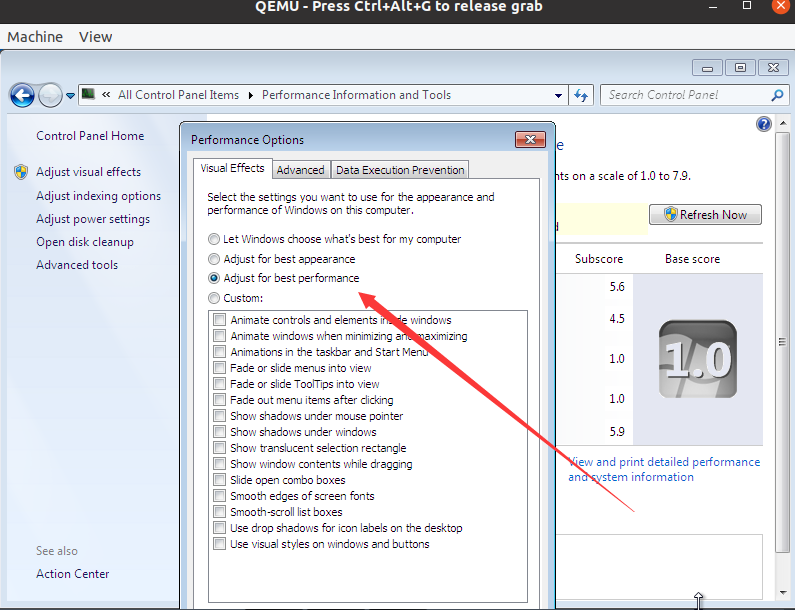 QEMU - Press Ctrl+Alt+G to release grab
Machine View
« All Control Panel Items Performance Information and Tools
Search Control Panel
Control Panel Home
Adjust visual effects
Adjust indexing options
Adjust power settings
Open disk cleanup
Advanced tools
See also
Action Center
Performance Options
Visual Effects
Advanced
Data Execution Prevention
Select the settings you want to use for the appearance and
performance of Windows on this computer.
Let Windows choose what's best for my computer
Adjust for best appearance
Adjust for best performance
Custom:
Animate controls and elements inside windows
Animate windows when minimizing and maximizing
Animations in the taskbar and Start Menu
Fade or slide menus into view
Fade or slide ToolTips into view
Fade out menu items after clicking
Show shadows under mouse pointer
Show shadows under windows
Show translucent selection rectangle
Show window contents while dragging
Slide open combo boxes
Smooth edges of screen fonts
Smooth-scroll list boxes
Use drop shadows for icon labels on the desktop
Use visual styles on windows and buttons
on a scale of 1.0 to 7.9.
Refresh Now
Subscore Base score
5.6
4.5
1.0
1.0
5.9
1.0
View and print detailed performance
and system information